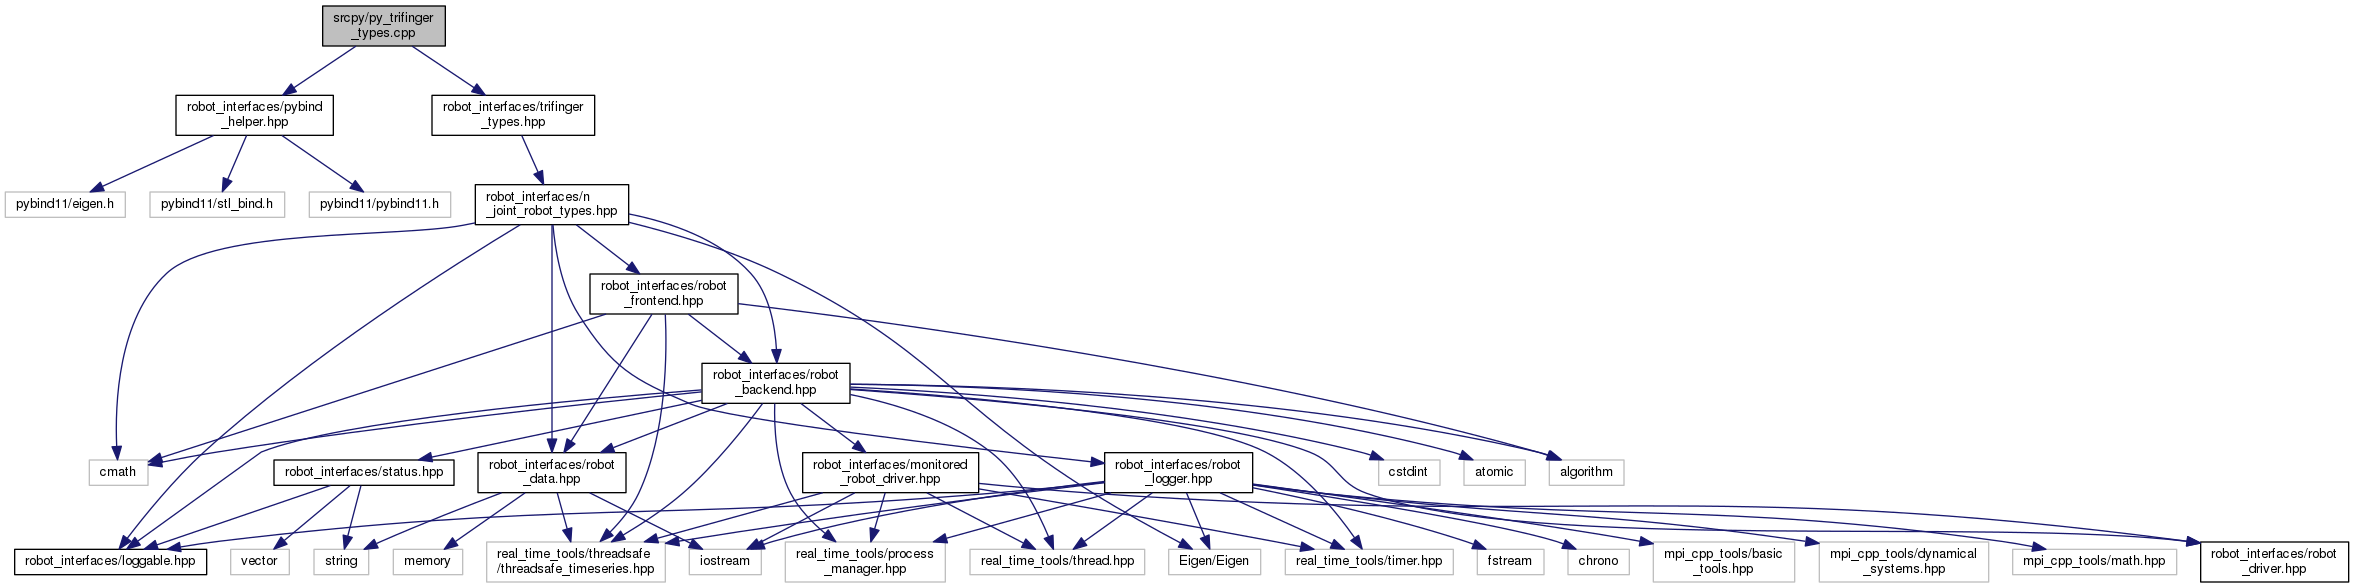 srcpy/py_trifinger
_types.cpp
robot_interfaces/pybind
_helper.hpp
robot_interfaces/trifinger
_types.hpp
pybind11/eigen.h
pybind11/stl_bind.h
pybind11/pybind11.h
robot_interfaces/n
_joint_robot_types.hpp
robot_interfaces/robot
_frontend.hpp
robot_interfaces/robot
_backend.hpp
cmath
robot_interfaces/status.hpp
robot_interfaces/robot
_data.hpp
robot_interfaces/monitored
_robot_driver.hpp
robot_interfaces/robot
_logger.hpp
cstdint
atomic
algorithm
robot_interfaces/loggable.hpp
vector
string
memory
real_time_tools/threadsafe
/threadsafe_timeseries.hpp
iostream
real_time_tools/process
_manager.hpp
real_time_tools/thread.hpp
Eigen/Eigen
real_time_tools/timer.hpp
fstream
chrono
mpi_cpp_tools/basic
_tools.hpp
mpi_cpp_tools/dynamical
_systems.hpp
mpi_cpp_tools/math.hpp
robot_interfaces/robot
_driver.hpp